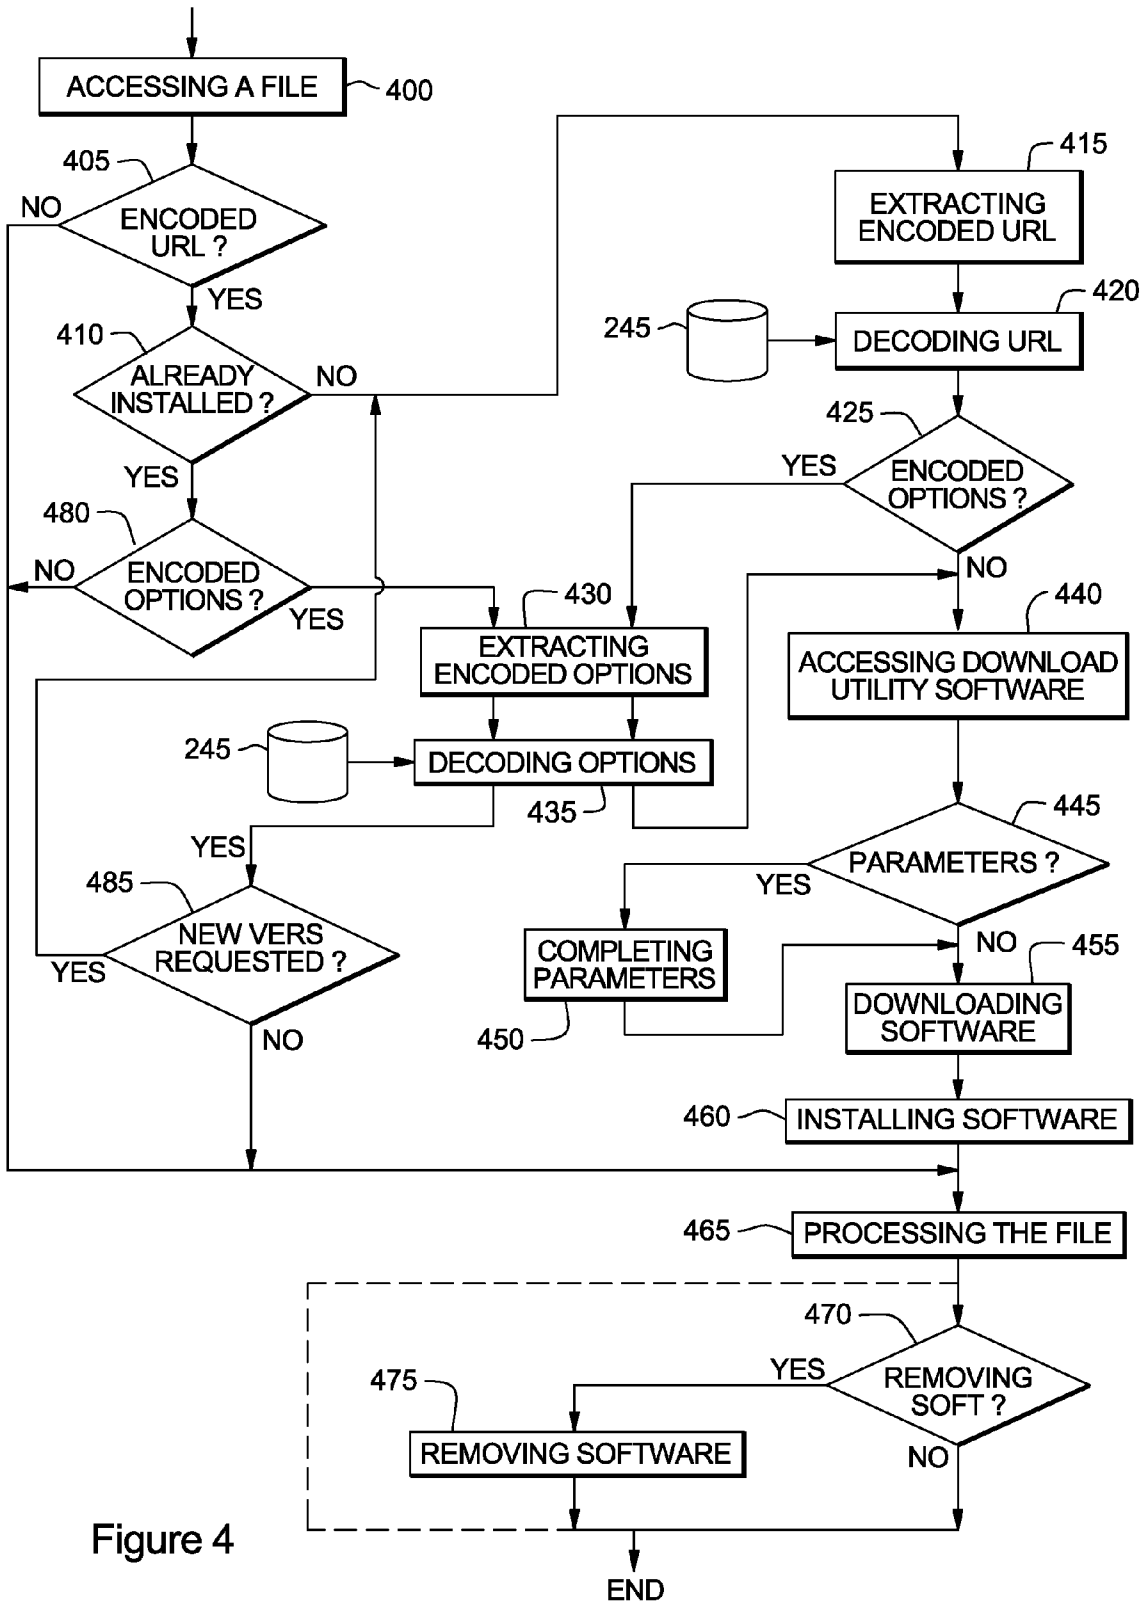 ACCESSING A FILE
400
405
NO
ENCODED
URL ?
YES
410
ALREADY
INSTALLED ?
NO
YES
480
ENCODED
OPTIONS ?
NO
YES
415
EXTRACTING
ENCODED URL
420
245
DECODING URL
425
YES
ENCODED
OPTIONS ?
NO
430
EXTRACTING
ENCODED OPTIONS
440
ACCESSING DOWNLOAD
UTILITY SOFTWARE
245
DECODING OPTIONS
435
445
YES
PARAMETERS ?
YES
485
NEW VERS
REQUESTED ?
YES
NO
COMPLETING
PARAMETERS
450
NO
455
DOWNLOADING
SOFTWARE
460
INSTALLING SOFTWARE
465
PROCESSING THE FILE
470
YES
REMOVING
SOFT ?
NO
475
REMOVING SOFTWARE
Figure 4
END